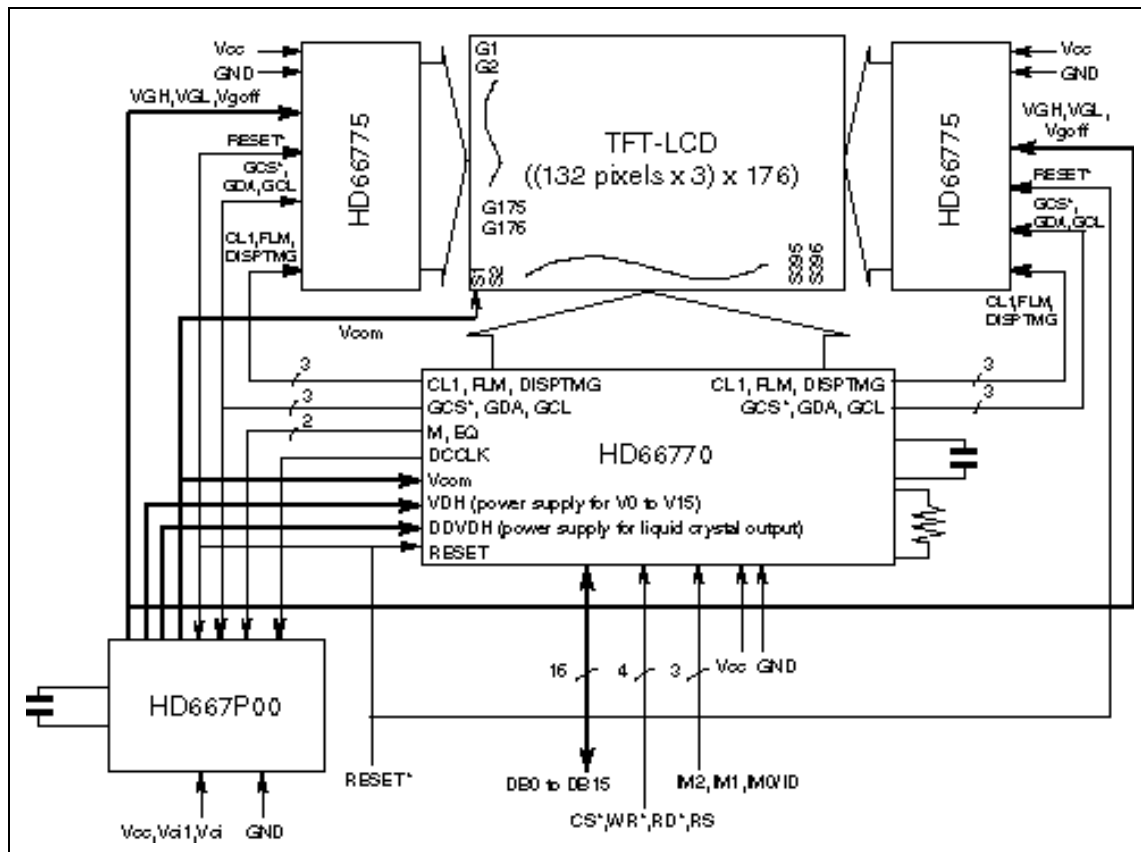 Vcc
GND
VGH,VGL,Vgoff
RESET*
GCS*,
GDA,GCL
CL1,FLM,
DISPTMG
HD66775
G1
G2
TFT-LCD
((132 pixels x 3) x 176)
G175
G176
S1
S2
S395
S396
HD66775
Vcc
GND
VGH,VGL,
Vgoff
RESET*
GCS*,
GDA,GCL
CL1,FLM,
DISPTMG
Vcom
3
3
2
CL1, FLM, DISPTMG
GCS*, GDA, GCL
M, EQ
DCCLK
Vcom
VDH (power supply for V0 to V15)
DDVDH (power supply for liquid crystal output)
RESET
CL1, FLM, DISPTMG
GCS*, GDA, GCL
HD66770
3
3
16
4
3
Vcc
GND
HD667P00
RESET*
DB0 to DB15
IM2,IM1,IM0/ID
CS*,WR*,RD*,RS
Vcc,Vci1,Vci
GND